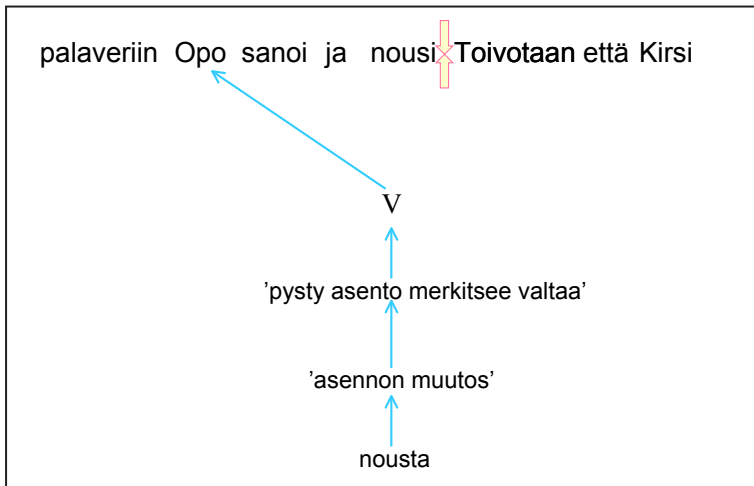 palaveriin Opo sanoi ja nousi Toivotaan että Kirsi
V
’pysty asento merkitsee valtaa’
’asennon muutos’
nousta